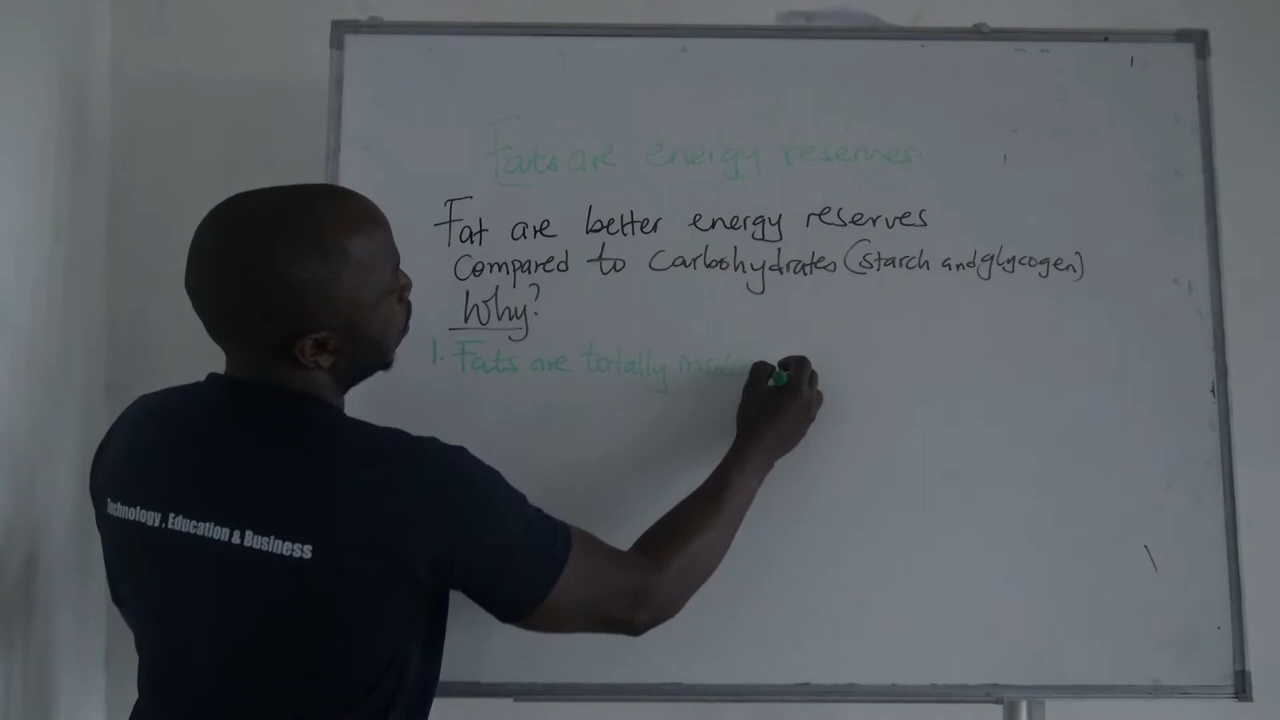 Fats are energy reserves
Fat are better energy reserves
Compared to Carbohydrates (starch and glycogen)
Why?
1. Fats are totally
Technology, Education & Business